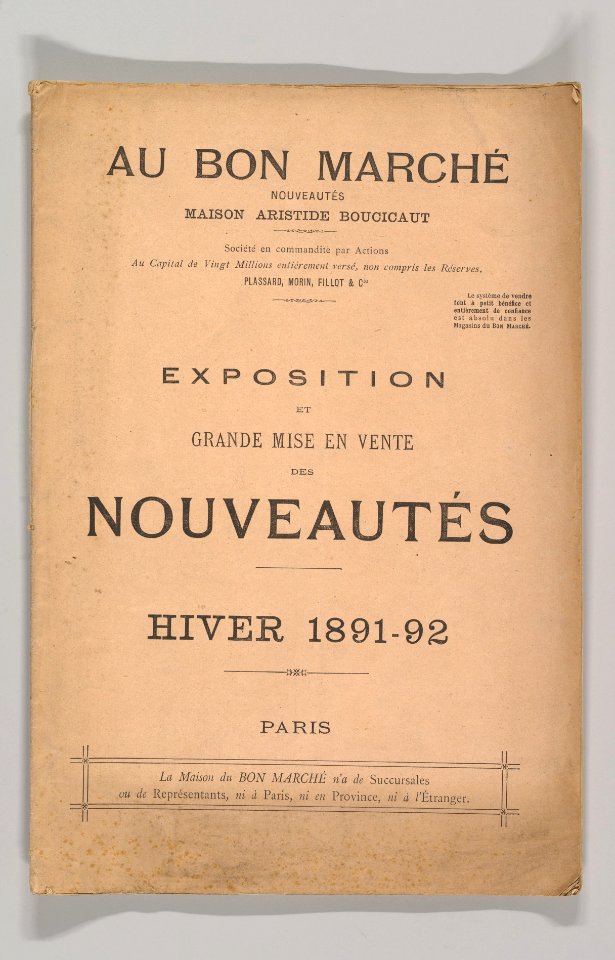 AU BON MARCHÉ
NOUVEAUTÉS
MAISON ARISTIDE BOUCICAUT
Société en commandite par Actions
Au Capital de Vingt Millions entièrement versé, non compris les Réserves.
PLASSARD, MORIN, FILLOT & Cie
Le système de vendre
tout à petit bénéfice et
entièrement de confiance
est absolu dans les
Magasins du BON MARCHÉ.
EXPOSITION
ET
GRANDE MISE EN VENTE
DES
NOUVEAUTÉS
HIVER 1891-92
PARIS
La Maison du BON MARCHÉ n'a de Succursales
ou de Représentants, ni à Paris, ni en Province, ni à l'Étranger.